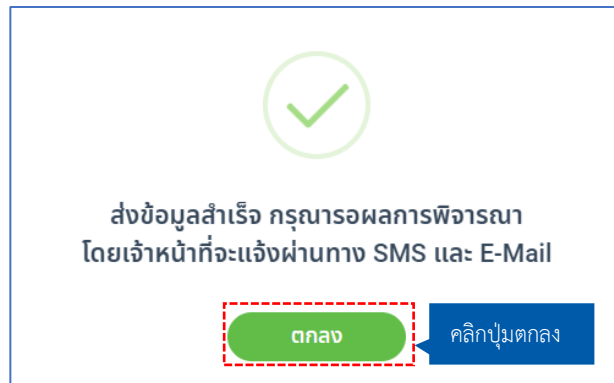 ส่งข้อมูลสำเร็จ กรุณารอผลการพิจารณา
โดยเจ้าหน้าที่จะแจ้งผ่านทาง SMS และ E-Mail
ตกลง
คลิกปุ่มตกลง